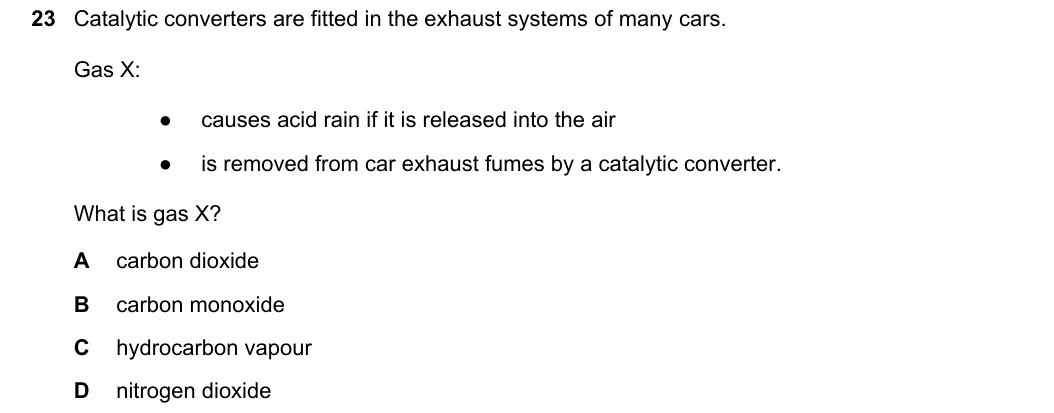 23 Catalytic converters are fitted in the exhaust systems of many cars.
Gas X:
● causes acid rain if it is released into the air
● is removed from car exhaust fumes by a catalytic converter.
What is gas X?
A carbon dioxide
B carbon monoxide
C hydrocarbon vapour
D nitrogen dioxide